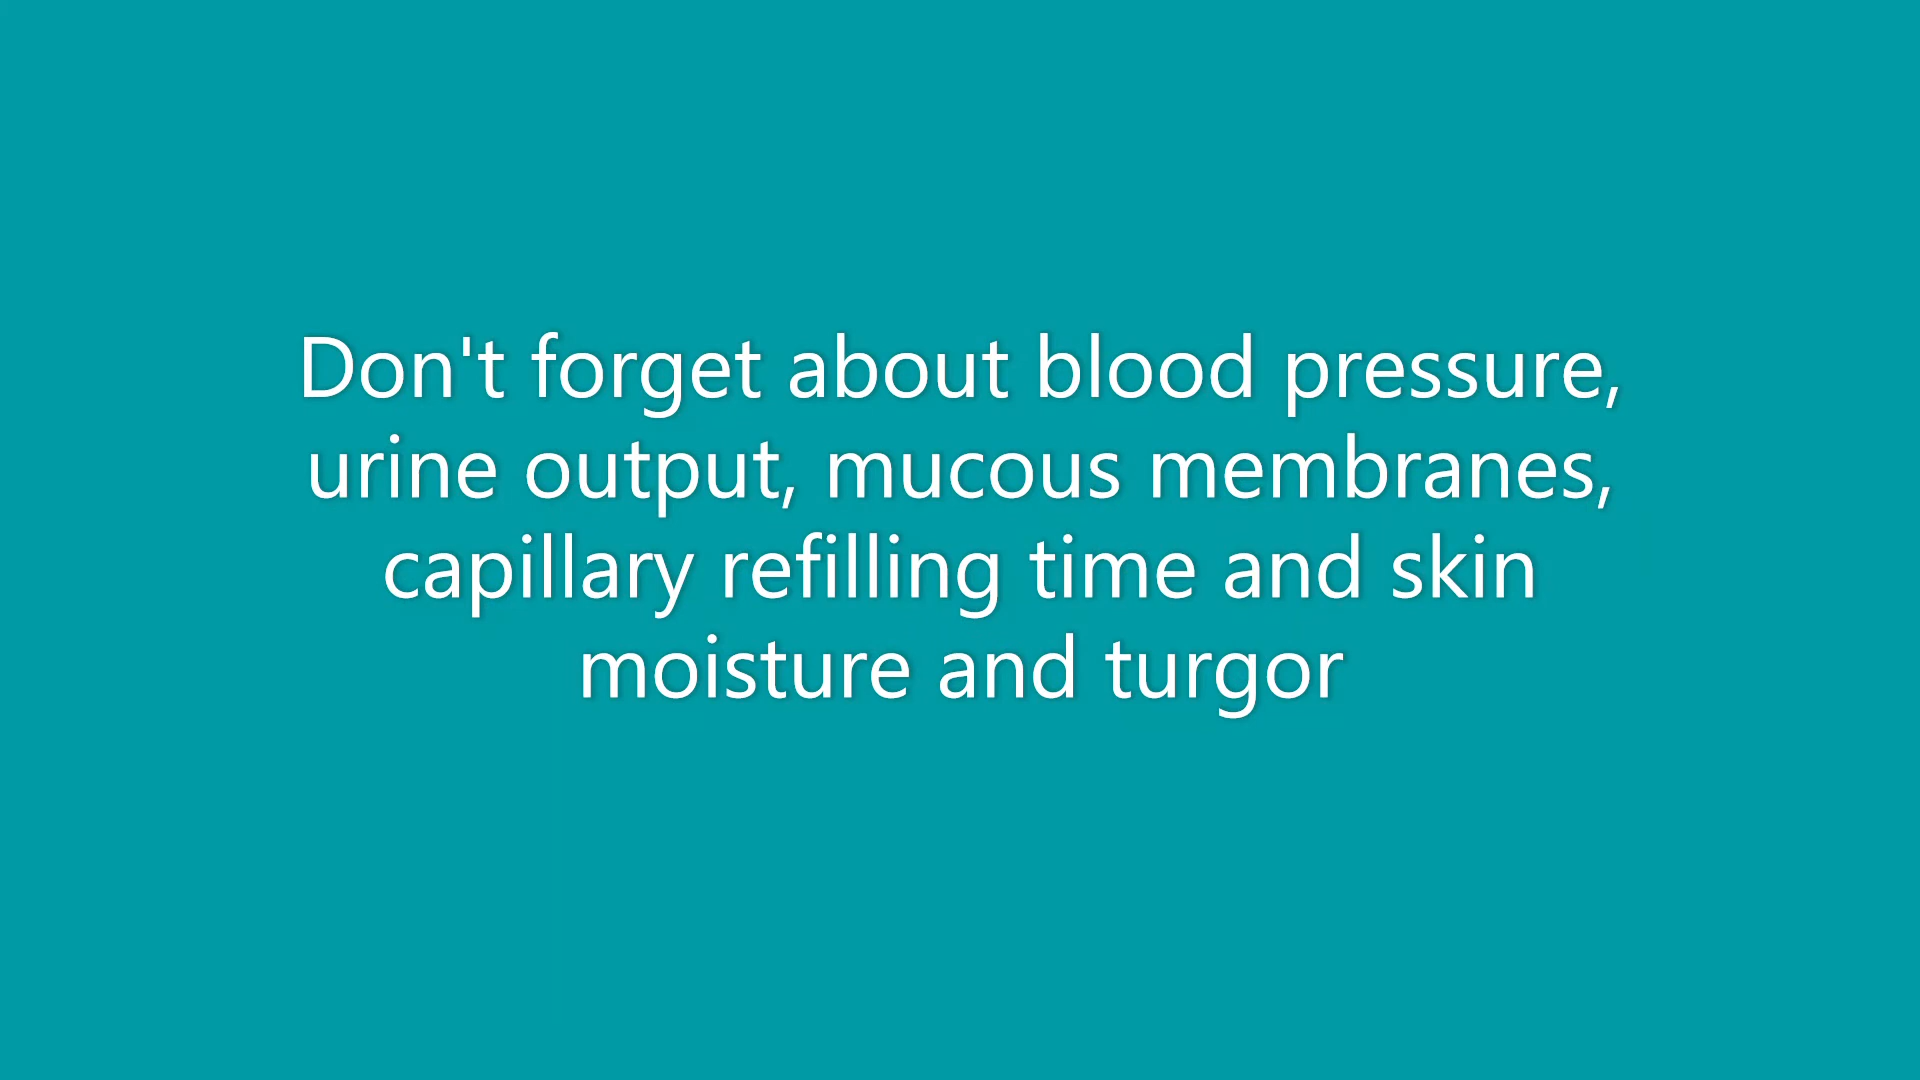 Don't forget about blood pressure,
urine output, mucous membranes,
capillary refilling time and skin
moisture and turgor